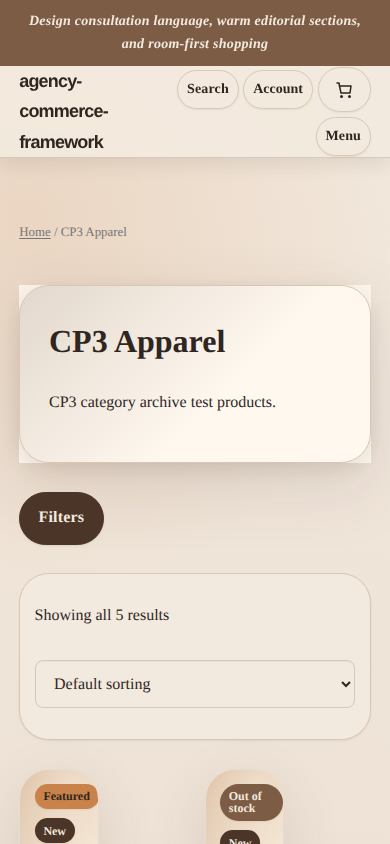 Design consultation language, warm editorial sections,
and room-first shopping
agency-
commerce-
framework
Search
Account
Menu
Home / CP3 Apparel
CP3 Apparel
CP3 category archive test products.
Filters
Showing all 5 results
Default sorting
Featured
New
Out of
stock
New